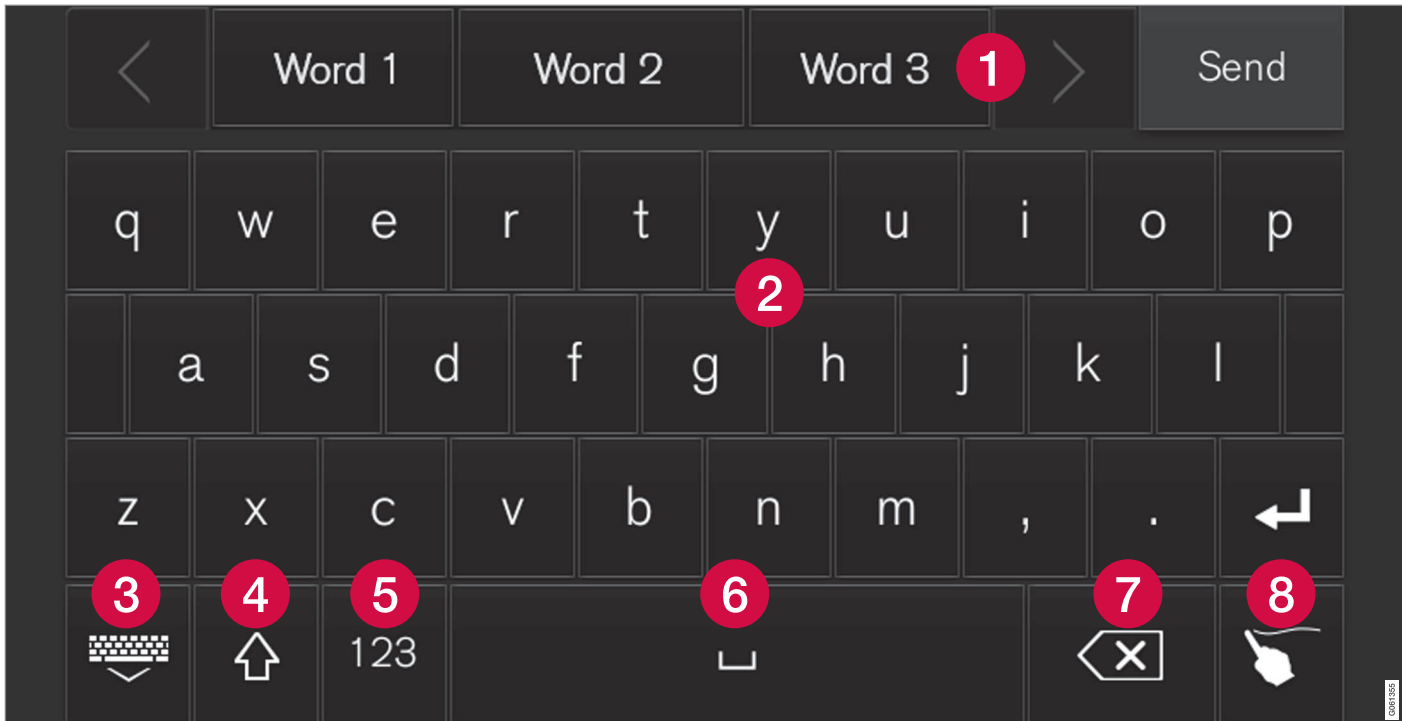 Word 1 Word 2 Word 3 1 Send
q w e r t y u i o p
2
a s d f g h j k l
z x c v b n m , .
3 4 5 6 7 8
123
G061355